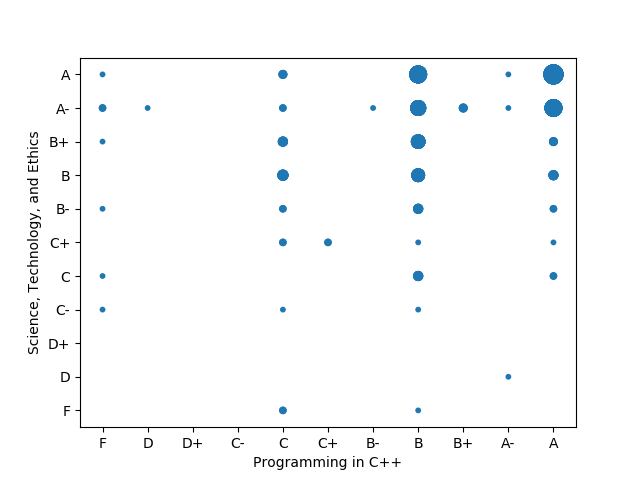 Science, Technology, and Ethics
A
A-
B+
B
B-
C+
C
C-
D+
D
F
F D D+ C- C C+ B- B B+ A- A
Programming in C++